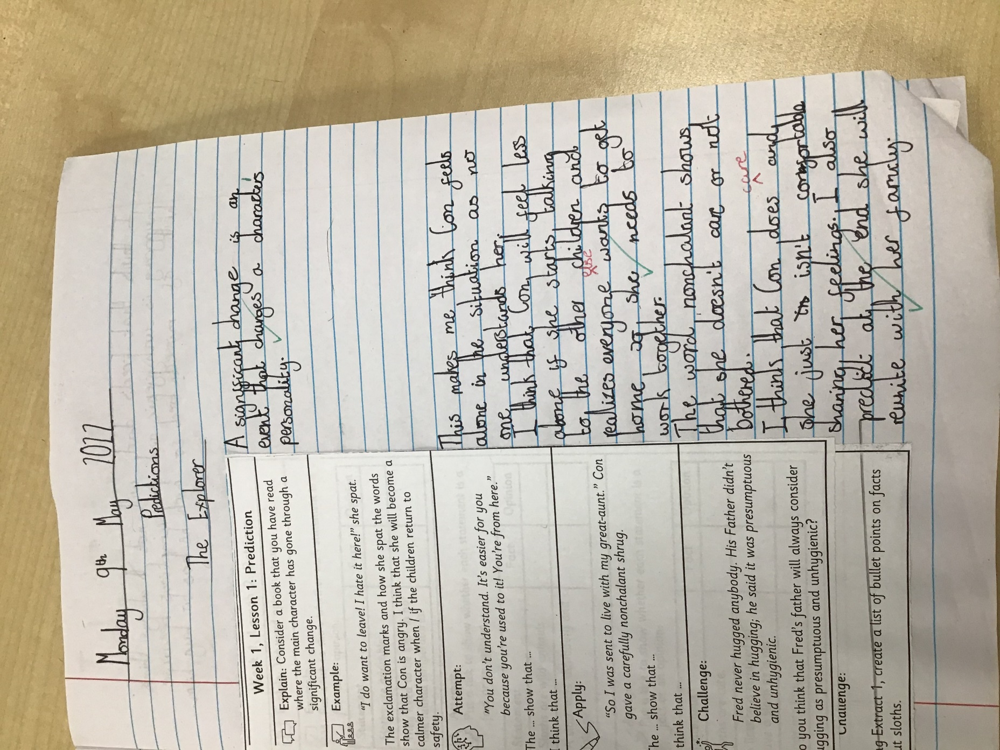 Monday 9th May 2022
Predictions
The Explorer
Week 1, Lesson 1: Prediction
Explain: Consider a book that you have read
where the main character has gone through a
significant change.
Example:
"I do want to leave! I hate it here!" she spat.
The exclamation marks and how she spat the words
show that Con is angry. I think that she will become a
calmer character when / if the children return to
safety.
Attempt:
"You don't understand. It's easier for you
because you're used to it! You're from here."
The ... show that ...
I think that ...
Apply:
"So I was sent to live with my great-aunt." Con
gave a carefully nonchalant shrug.
The ... show that ...
think that ...
Challenge:
Fred never hugged anybody. His Father didn't
believe in hugging; he said it was presumptuous
and unhygienic.
o you think that Fred's father will always consider
ugging as presumptuous and unhygienic?
Challenge:
g Extract 1, create a list of bullet points on facts
ut sloths.
A significant change is an
event that changes a character's
personality.
This makes me think Con feels
alone in the situation as no
one understands her.
I think that Con will feel less
alone if she starts talking
to the other children and
else
realizes everyone wants to get
home so she needs to
work together.
The word nonchalant shows
that she doesn't car or not
bothered.
care
I think that Con does and
she just isn't comfortable
sharing her feelings. I also
predict at the end she will
reunite with her family.